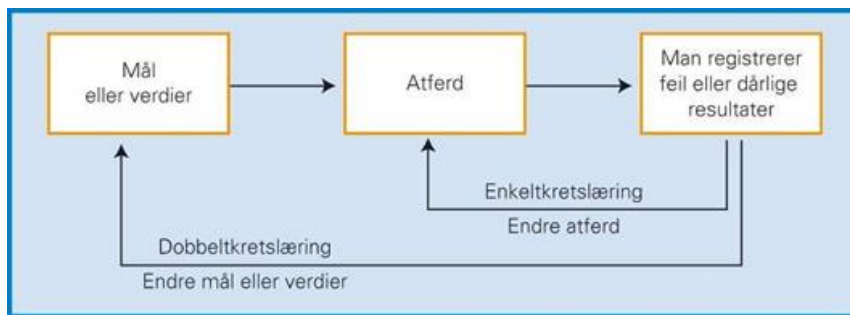 Mål
eller verdier
Atferd
Man registrerer
feil eller dårlige
resultater
Enkeltkretslæring
Endre atferd
Dobbeltkretslæring
Endre mål eller verdier